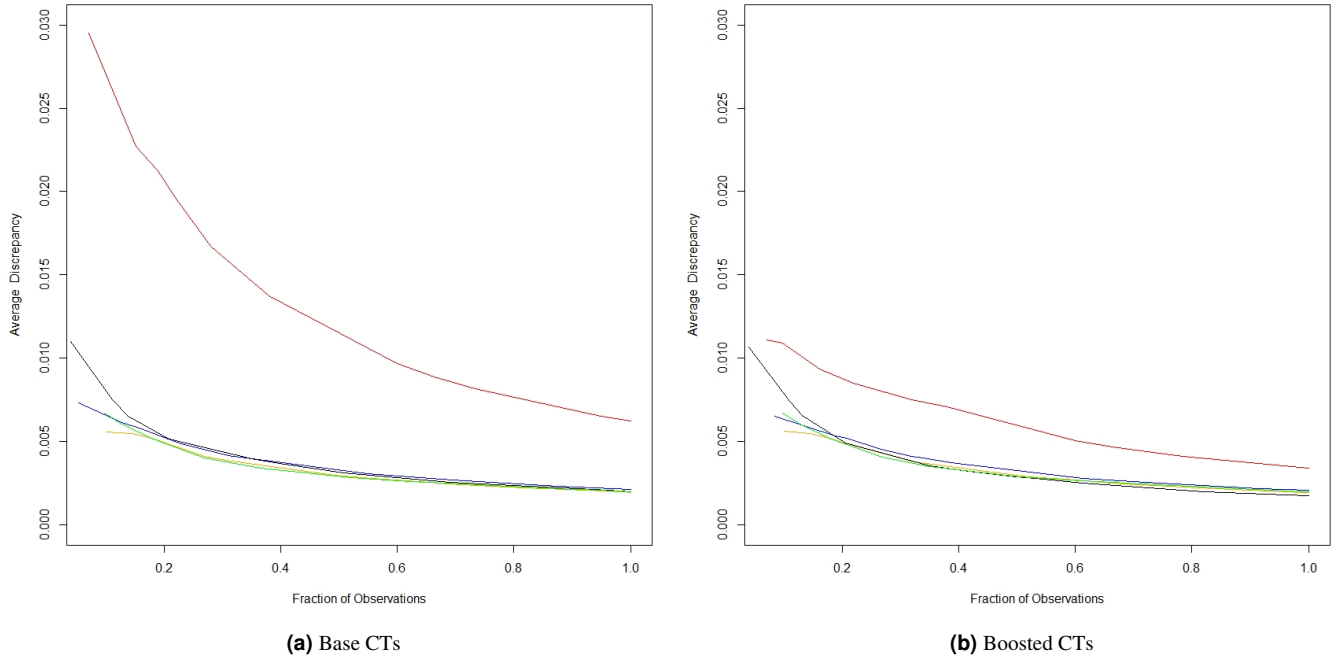 0.030
0.025
0.020
0.015
0.010
0.005
0.000
Average Discrepancy
0.2 0.4 0.6 0.8 1.0
Fraction of Observations
(a) Base CTs
0.030
0.025
0.020
0.015
0.010
0.005
0.000
Average Discrepancy
0.2 0.4 0.6 0.8 1.0
Fraction of Observations
(b) Boosted CTs